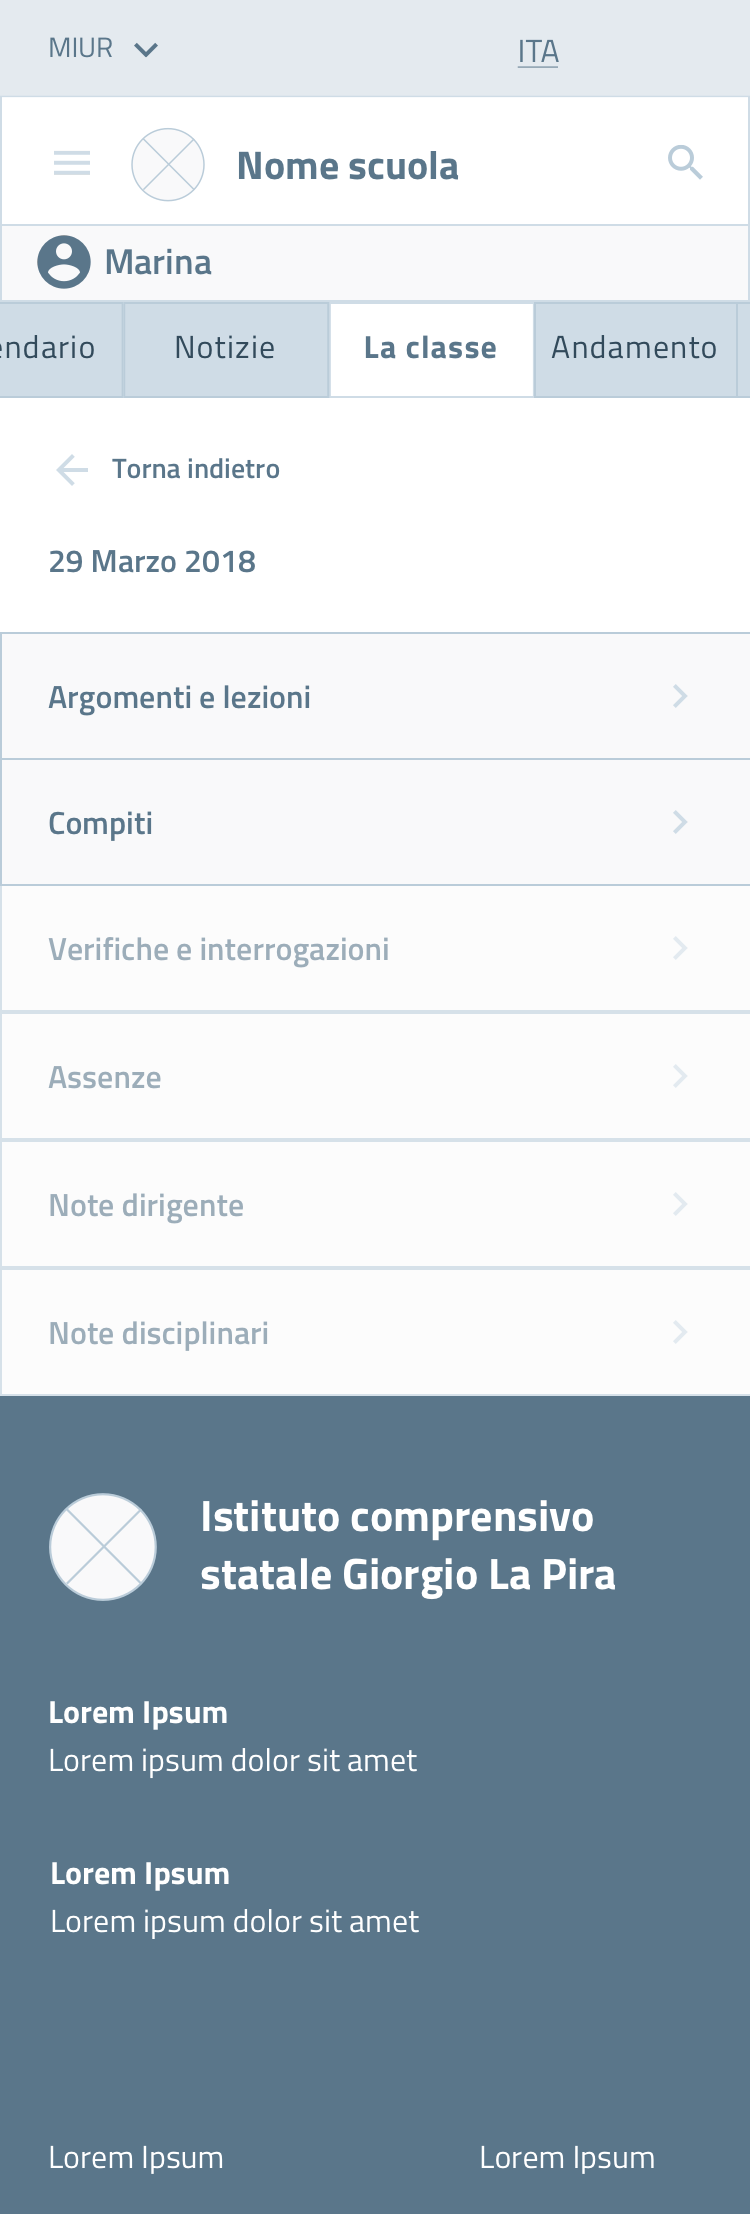 MIUR
ITA
Nome scuola
Marina
endario
Notizie
La classe
Andamento
Torna indietro
29 Marzo 2018
Argomenti e lezioni
Compiti
Verifiche e interrogazioni
Assenze
Note dirigente
Note disciplinari
Istituto comprensivo
statale Giorgio La Pira
Lorem Ipsum
Lorem ipsum dolor sit amet
Lorem Ipsum
Lorem ipsum dolor sit amet
Lorem Ipsum
Lorem Ipsum